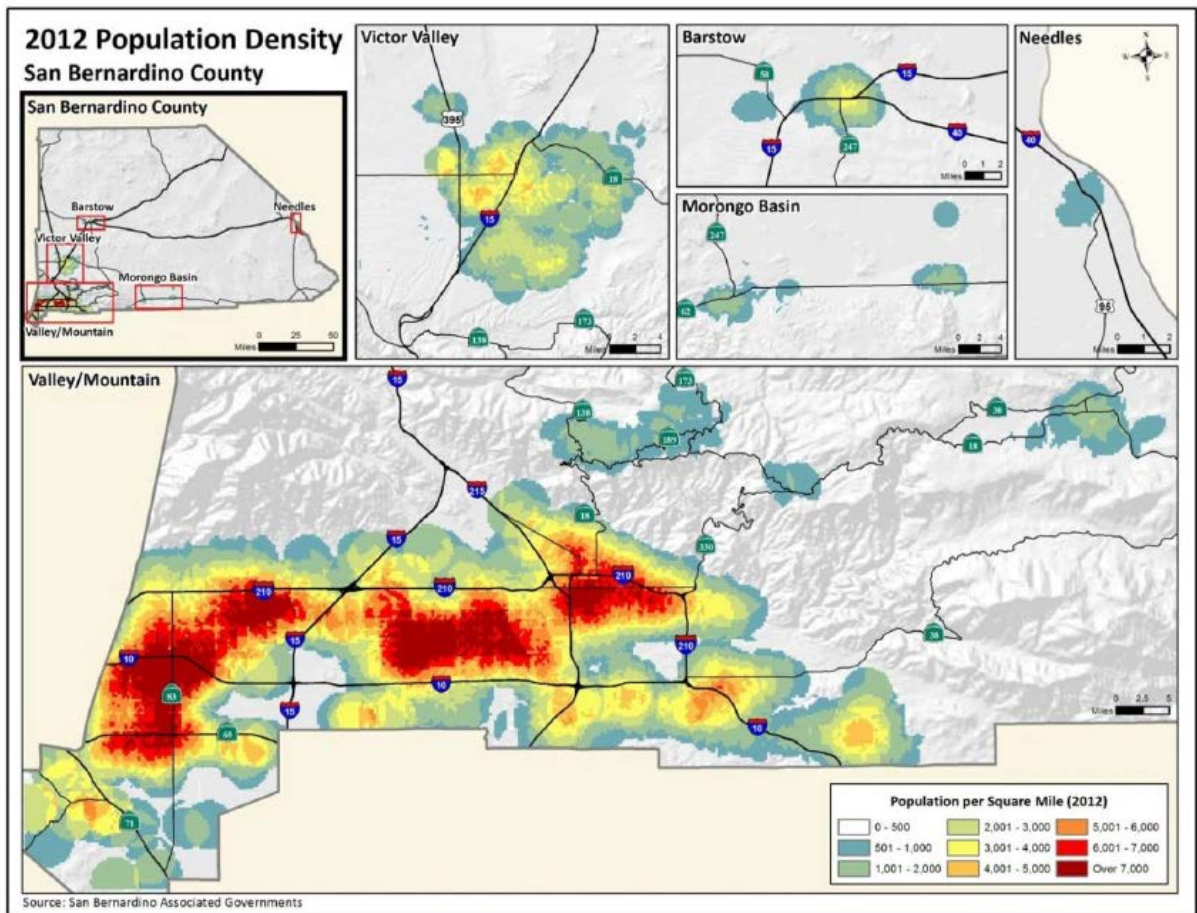 2012 Population Density
San Bernardino County
San Bernardino County
Barstow
Needles
Victor Valley
Morongo Basin
Valley/Mountain
0 25 50
Miles
Victor Valley
395
18
15
138
173
0 2 4
Miles
Barstow
58
15
15
40
247
0 1 2
Miles
Morongo Basin
247
62
0 2 4
Miles
Needles
N
W E
S
40
95
0 1 2
Miles
Valley/Mountain
15
173
138
189
38
18
215
18
15
330
210
210
210
15
210
38
10
10
83
15
10
60
71
0 2.5 5
Miles
Population per Square Mile (2012)
0 - 500
2,001 - 3,000
5,001 - 6,000
501 - 1,000
3,001 - 4,000
6,001 - 7,000
1,001 - 2,000
4,001 - 5,000
Over 7,000
Source: San Bernardino Associated Governments